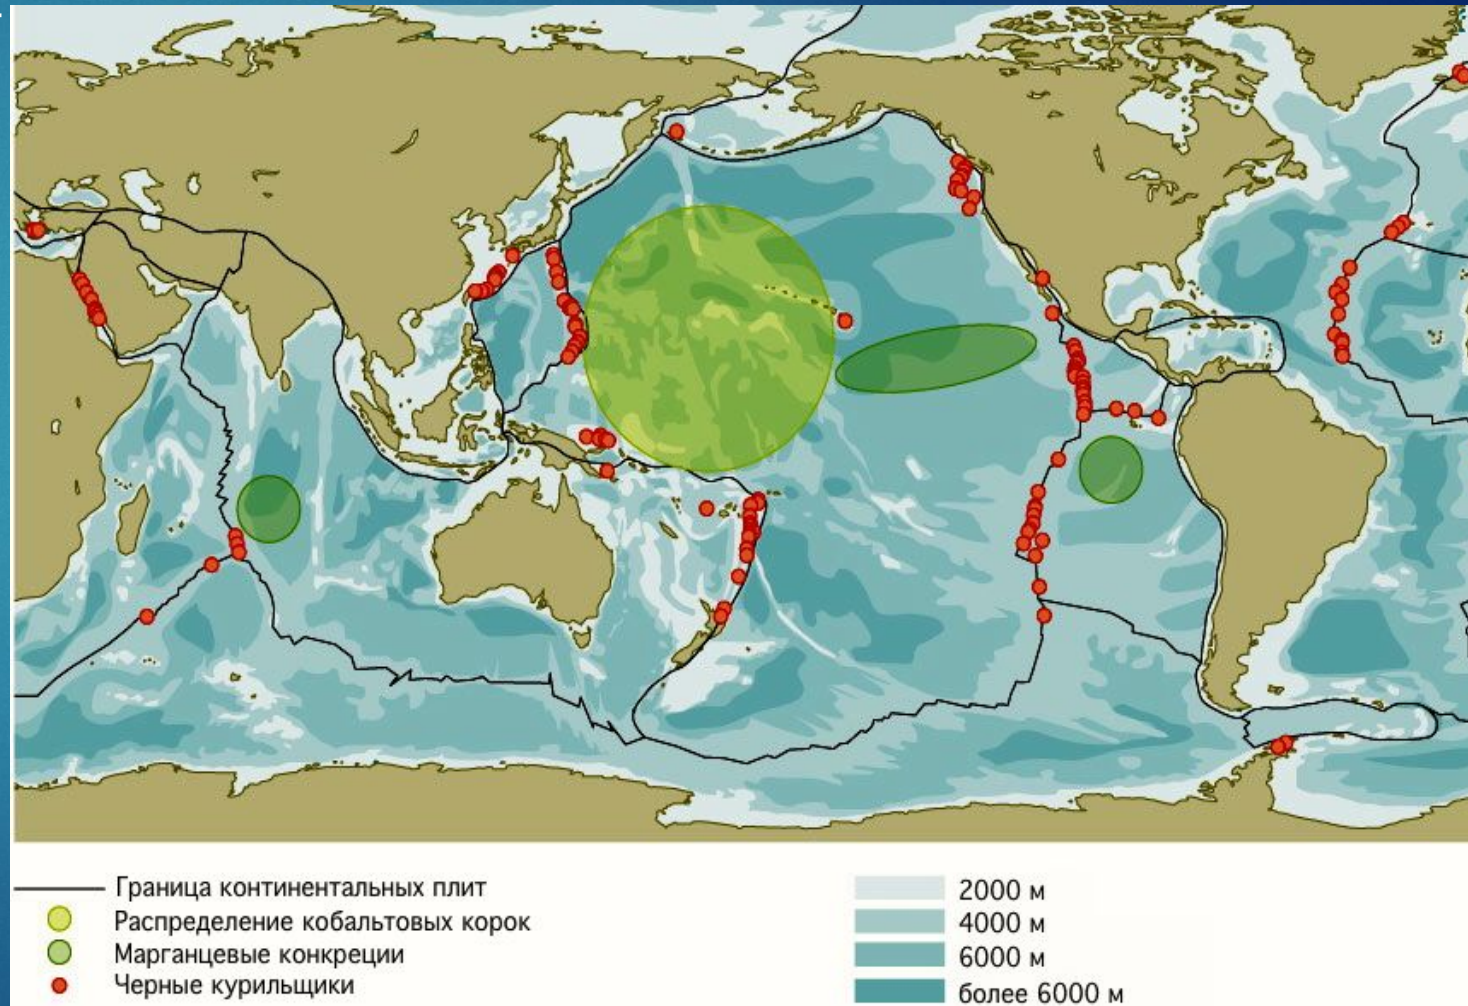 Граница континентальных плит
Распределение кобальтовых корок
Марганцевые конкреции
Черные курильщики
2000 м
4000 м
6000 м
более 6000 м